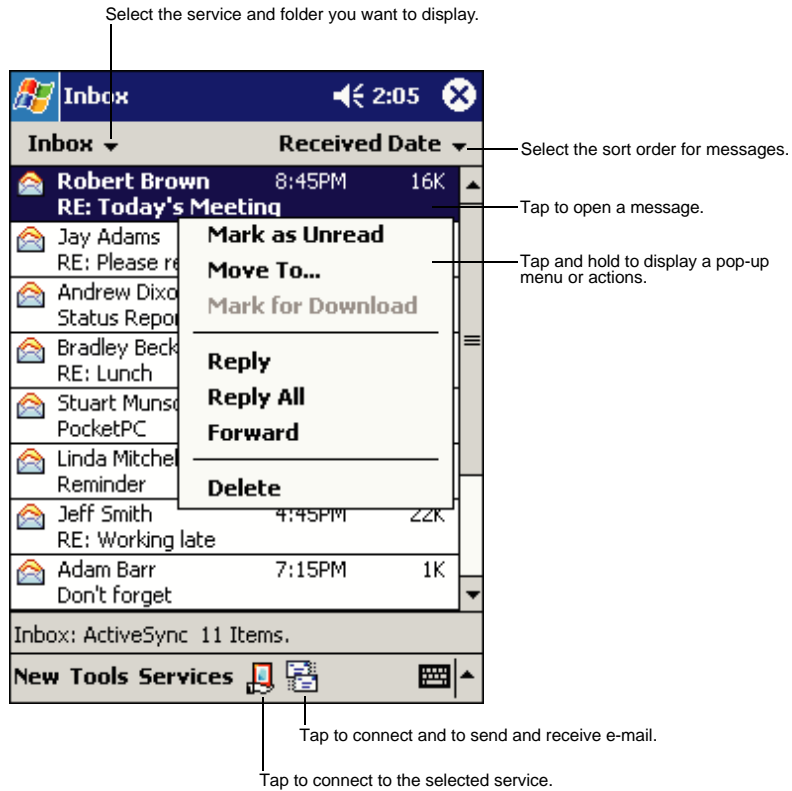 Select the service and folder you want to display.
Inbox 2:05
Inbox Received Date
Select the sort order for messages.
Robert Brown 8:45PM 16K
RE: Today's Meeting
Tap to open a message.
Jay Adams
RE: Please re
Mark as Unread
Move To...
Mark for Download
Reply
Reply All
Forward
Delete
Tap and hold to display a pop-up
menu or actions.
Andrew Dixo
Status Repor
Bradley Beck
RE: Lunch
Stuart Munso
PocketPC
Linda Mitchel
Reminder
Jeff Smith 4:45PM 22K
RE: Working late
Adam Barr 7:15PM 1K
Don't forget
Inbox: ActiveSync 11 Items.
New Tools Services
Tap to connect and to send and receive e-mail.
Tap to connect to the selected service.